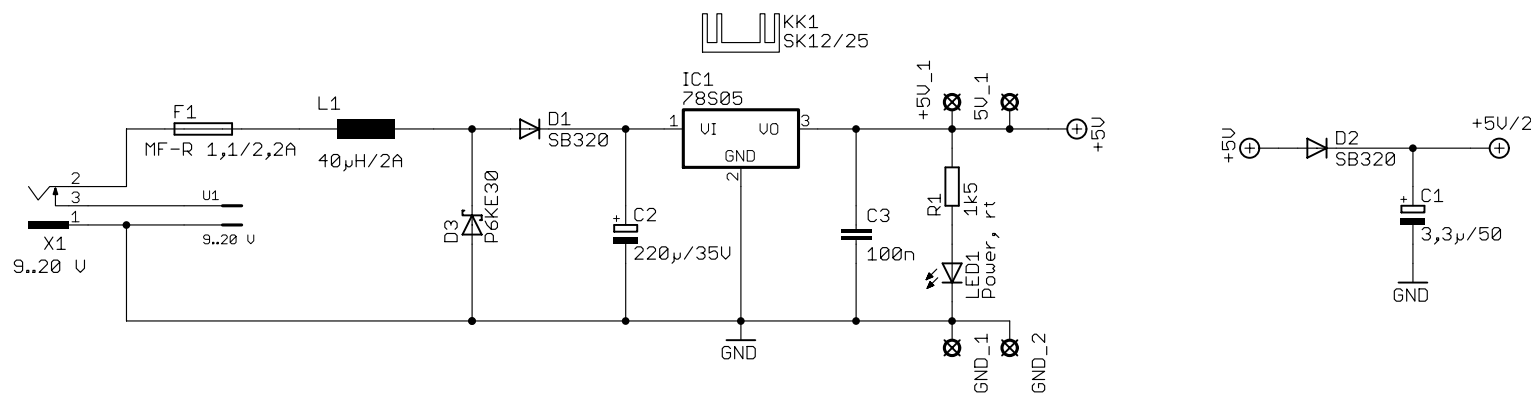 KK1
SK12/25
IC1
78S05
F1
MF-R 1,1/2,2A
L1
40µH/2A
D1
SB320
1
VI
VO
3
GND
2
+5V_1
5V_1
+5V
2
3
1
X1
9..20 V
U1
9..20 V
D3
P6KE30
+
C2
220µ/35V
C3
100n
R1
1k5
LED1
Power, rt
GND
GND_1
GND_2
+5V
D2
SB320
+5V/2
+
C1
3,3µ/50
GND